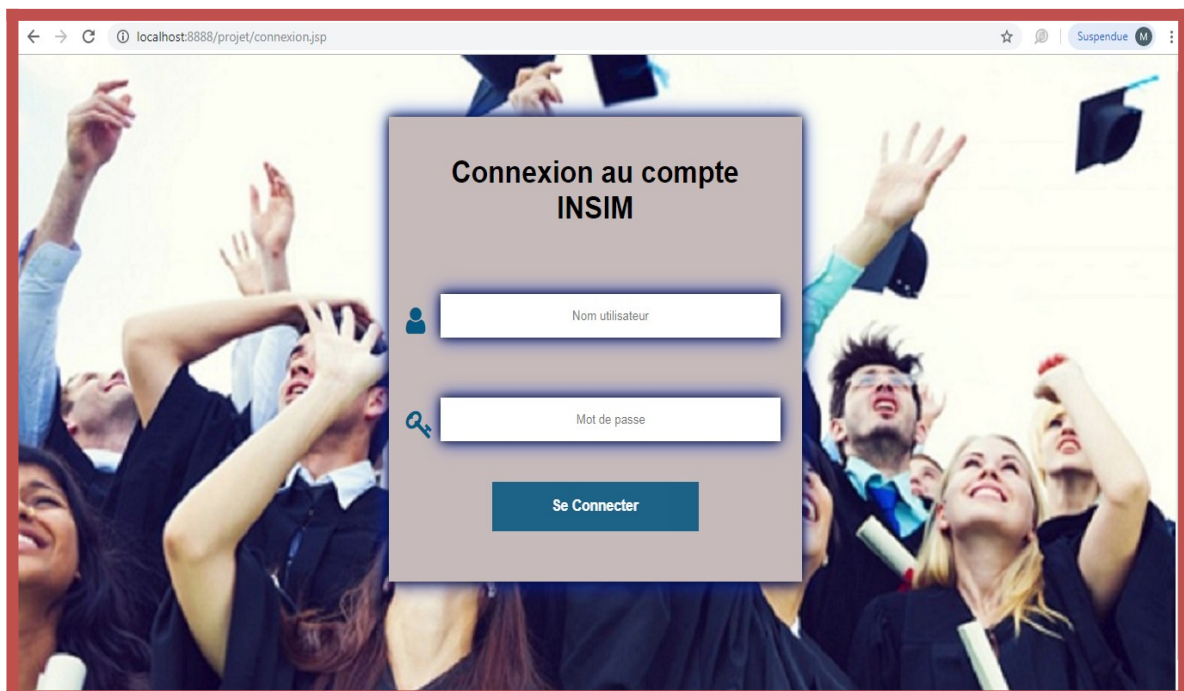 localhost:8888/projet/connexion.jsp
Suspendue M
Connexion au compte
INSIM
Nom utilisateur
Mot de passe
Se Connecter